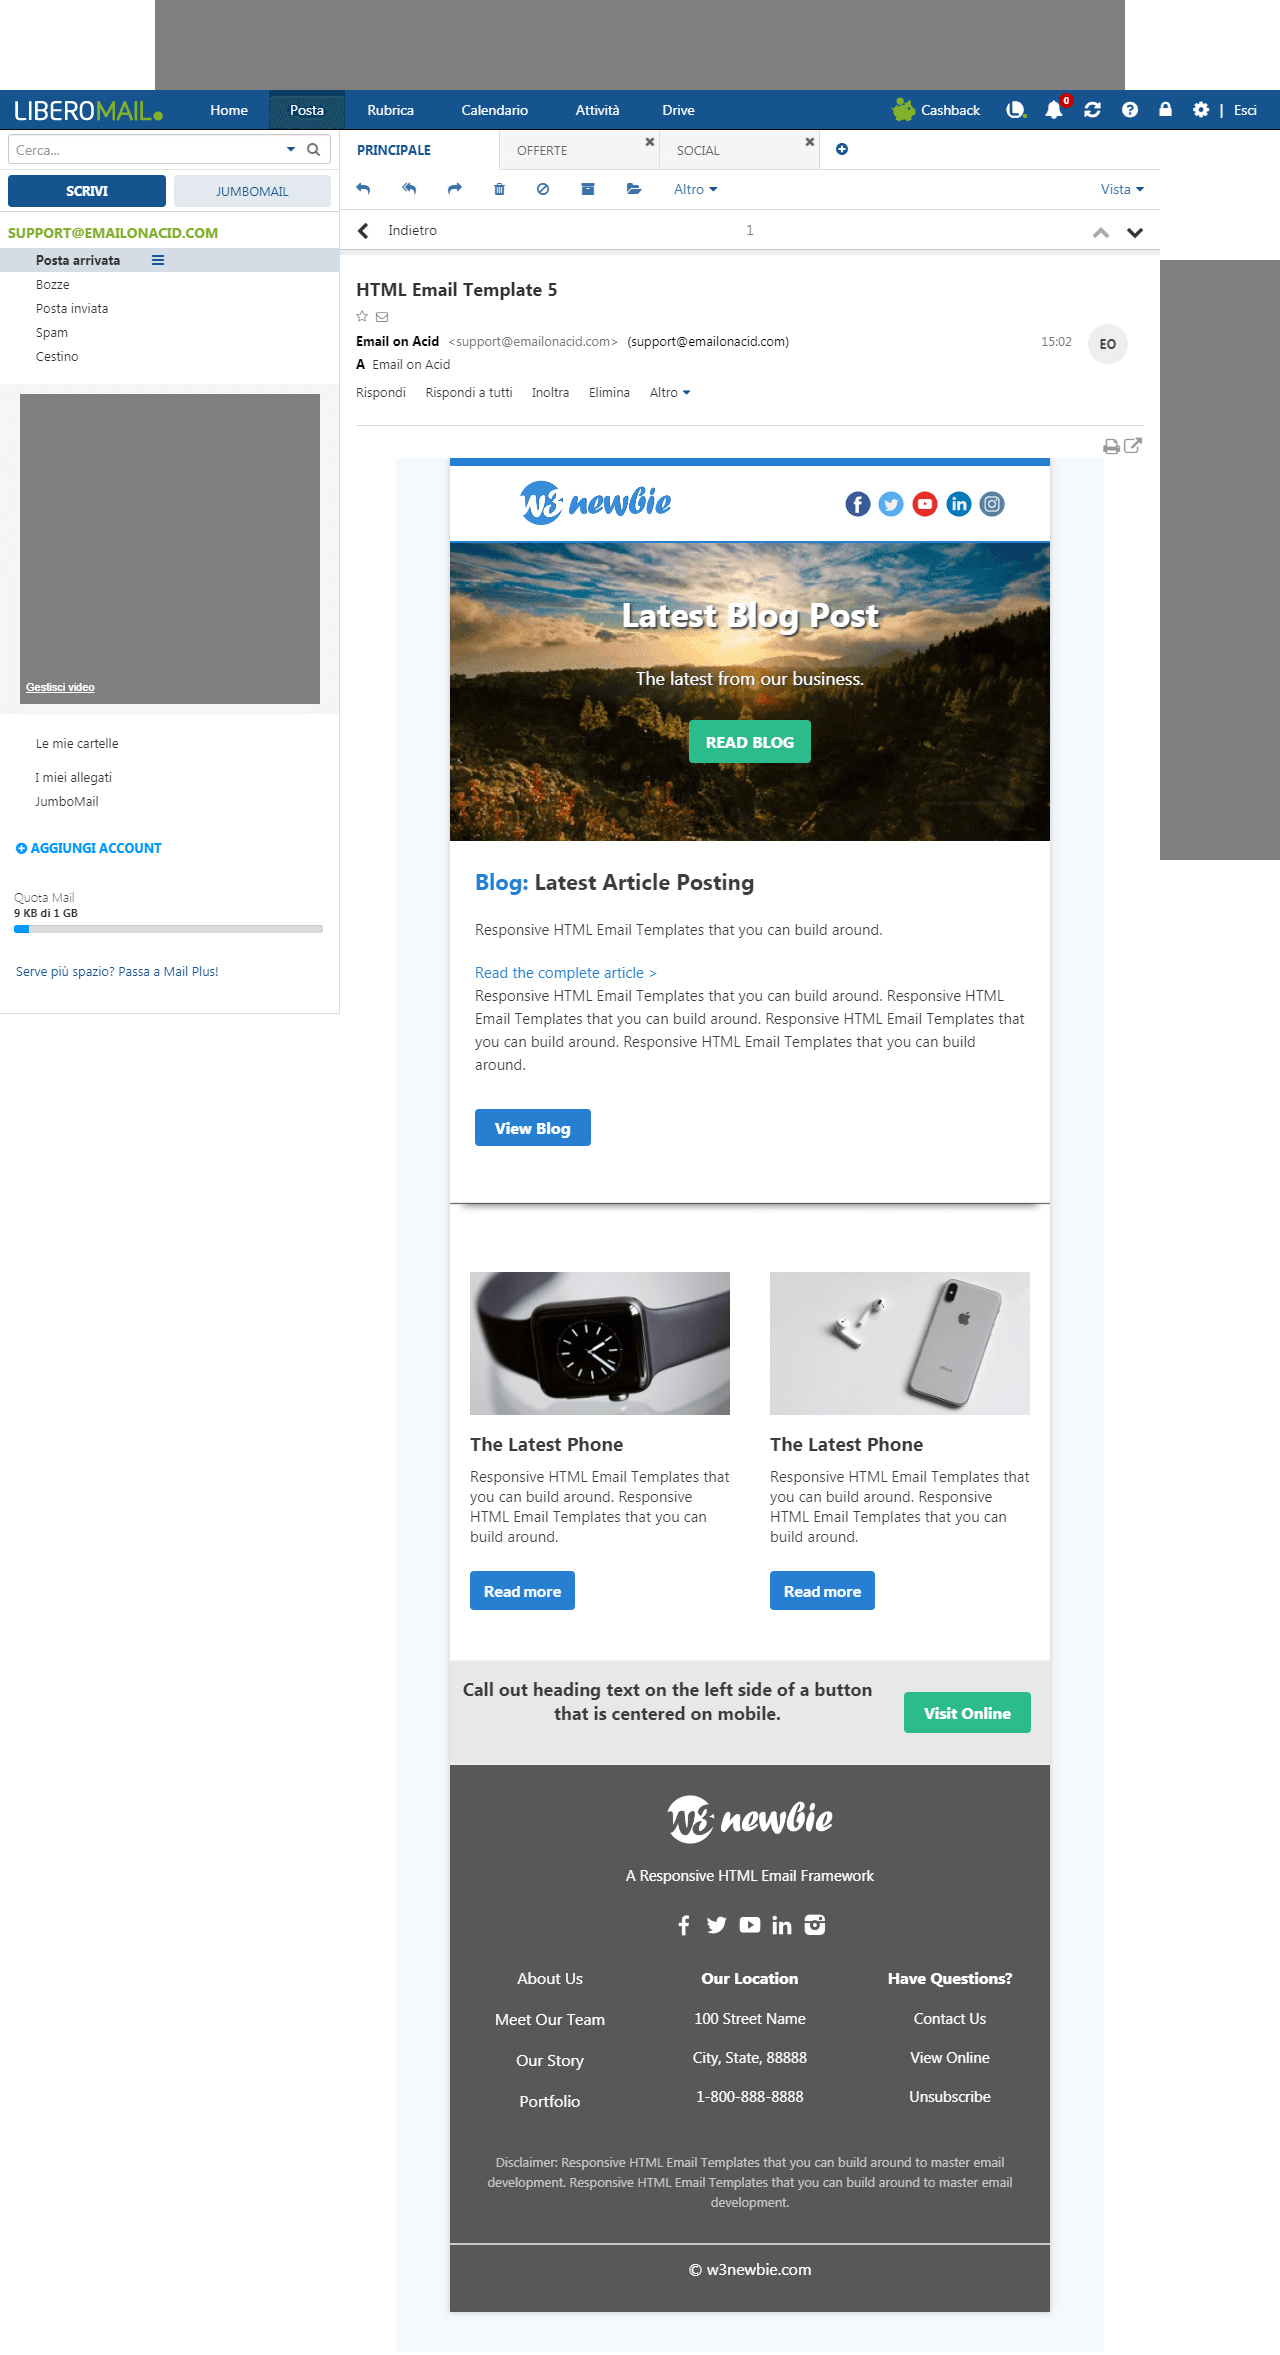 LIBEROMAIL
Home
Posta
Rubrica
Calendario
Attività
Drive
Cashback
0
| Esci
Cerca...
SCRIVI
JUMBOMAIL
SUPPORT@EMAILONACID.COM
Posta arrivata
Bozze
Posta inviata
Spam
Cestino
Gestisci video
Le mie cartelle
I miei allegati
JumboMail
AGGIUNGI ACCOUNT
Quota Mail
9 KB di 1 GB
Serve più spazio? Passa a Mail Plus!
PRINCIPALE
OFFERTE
SOCIAL
Altro
Vista
Indietro
1
HTML Email Template 5
Email on Acid <support@emailonacid.com> (support@emailonacid.com)
15:02
EO
A Email on Acid
Rispondi
Rispondi a tutti
Inoltra
Elimina
Altro
W3 newbie
Latest Blog Post
The latest from our business.
READ BLOG
Blog: Latest Article Posting
Responsive HTML Email Templates that you can build around.
Read the complete article >
Responsive HTML Email Templates that you can build around. Responsive HTML
Email Templates that you can build around. Responsive HTML Email Templates that
you can build around. Responsive HTML Email Templates that you can build
around.
View Blog
The Latest Phone
Responsive HTML Email Templates that
you can build around. Responsive
HTML Email Templates that you can
build around.
Read more
The Latest Phone
Responsive HTML Email Templates that
you can build around. Responsive
HTML Email Templates that you can
build around.
Read more
Call out heading text on the left side of a button
that is centered on mobile.
Visit Online
W3 newbie
A Responsive HTML Email Framework
About Us
Meet Our Team
Our Story
Portfolio
Our Location
100 Street Name
City, State, 88888
1-800-888-8888
Have Questions?
Contact Us
View Online
Unsubscribe
Disclaimer: Responsive HTML Email Templates that you can build around to master email
development. Responsive HTML Email Templates that you can build around to master email
development.
© w3newbie.com